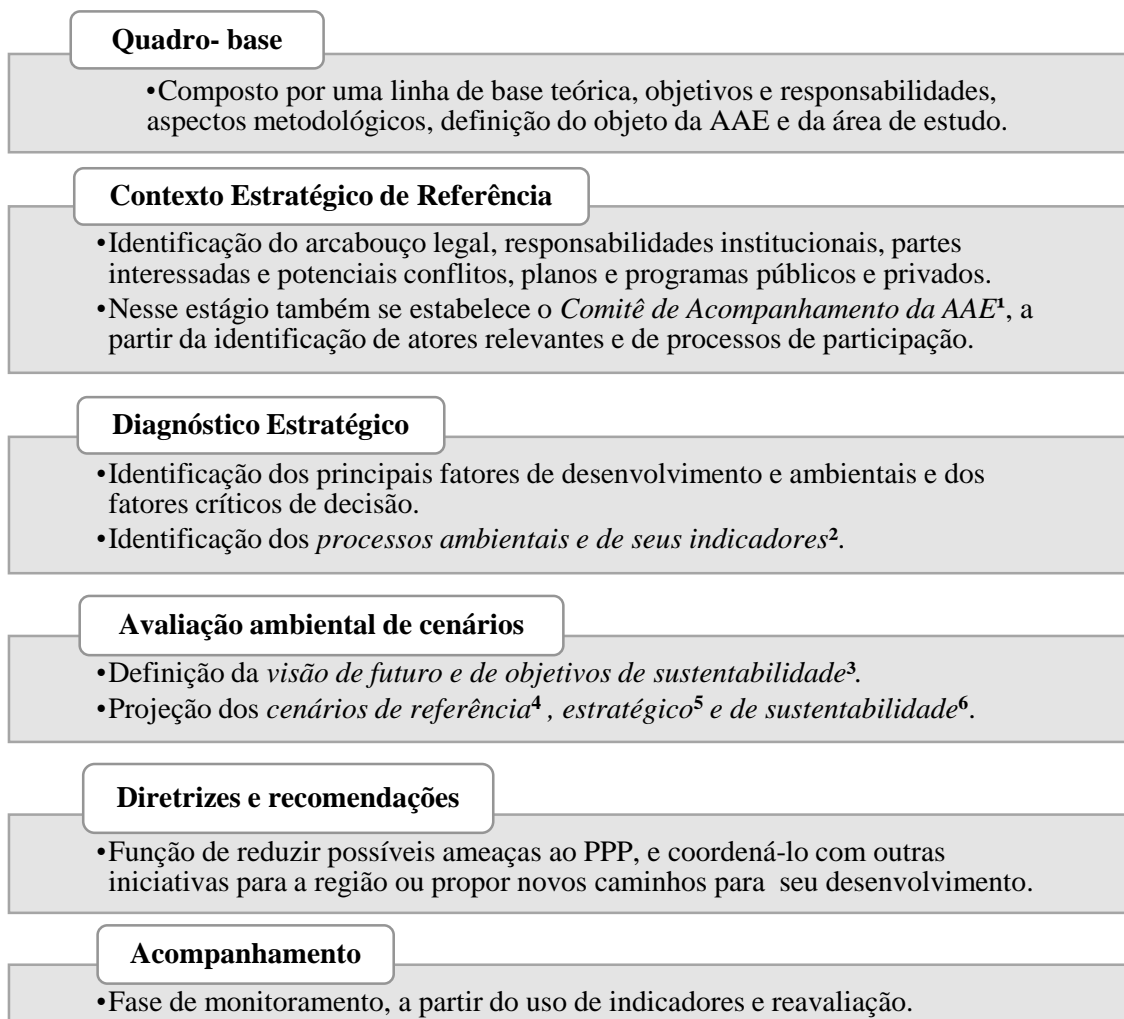 Quadro- base
•Composto por uma linha de base teórica, objetivos e responsabilidades,
aspectos metodológicos, definição do objeto da AAE e da área de estudo.
Contexto Estratégico de Referência
•Identificação do arcabouço legal, responsabilidades institucionais, partes
interessadas e potenciais conflitos, planos e programas públicos e privados.
•Nesse estágio também se estabelece o Comitê de Acompanhamento da AAE¹, a
partir da identificação de atores relevantes e de processos de participação.
Diagnóstico Estratégico
•Identificação dos principais fatores de desenvolvimento e ambientais e dos
fatores críticos de decisão.
•Identificação dos processos ambientais e de seus indicadores².
Avaliação ambiental de cenários
•Definição da visão de futuro e de objetivos de sustentabilidade³.
•Projeção dos cenários de referência⁴ , estratégico⁵ e de sustentabilidade⁶.
Diretrizes e recomendações
•Função de reduzir possíveis ameaças ao PPP, e coordená-lo com outras
iniciativas para a região ou propor novos caminhos para seu desenvolvimento.
Acompanhamento
•Fase de monitoramento, a partir do uso de indicadores e reavaliação.